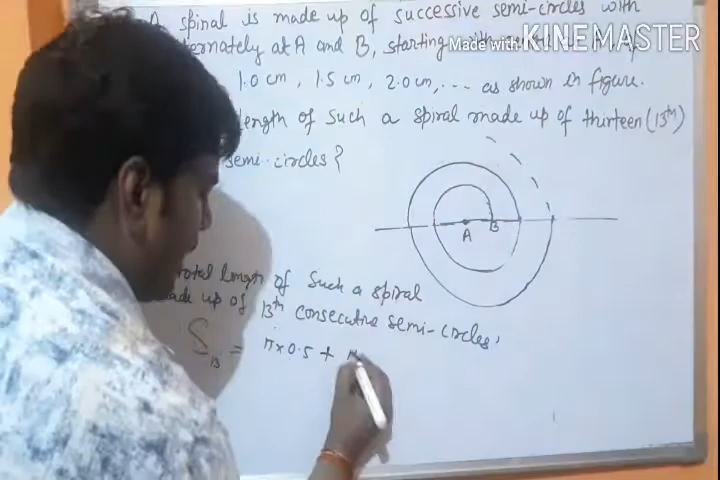 A spiral is made up of successive semi-circles with
ternately at A and B, starting with
Made with KINEMASTER
1.0 cm, 1.5 cm, 2.0 cm, .... as shown in figure.
length of such a spiral made up of thirteen (13th)
semi-circles?
A B
total length of Such a spiral
ade up of 13th consecutive semi-circles,
S13 = π×0.5 +